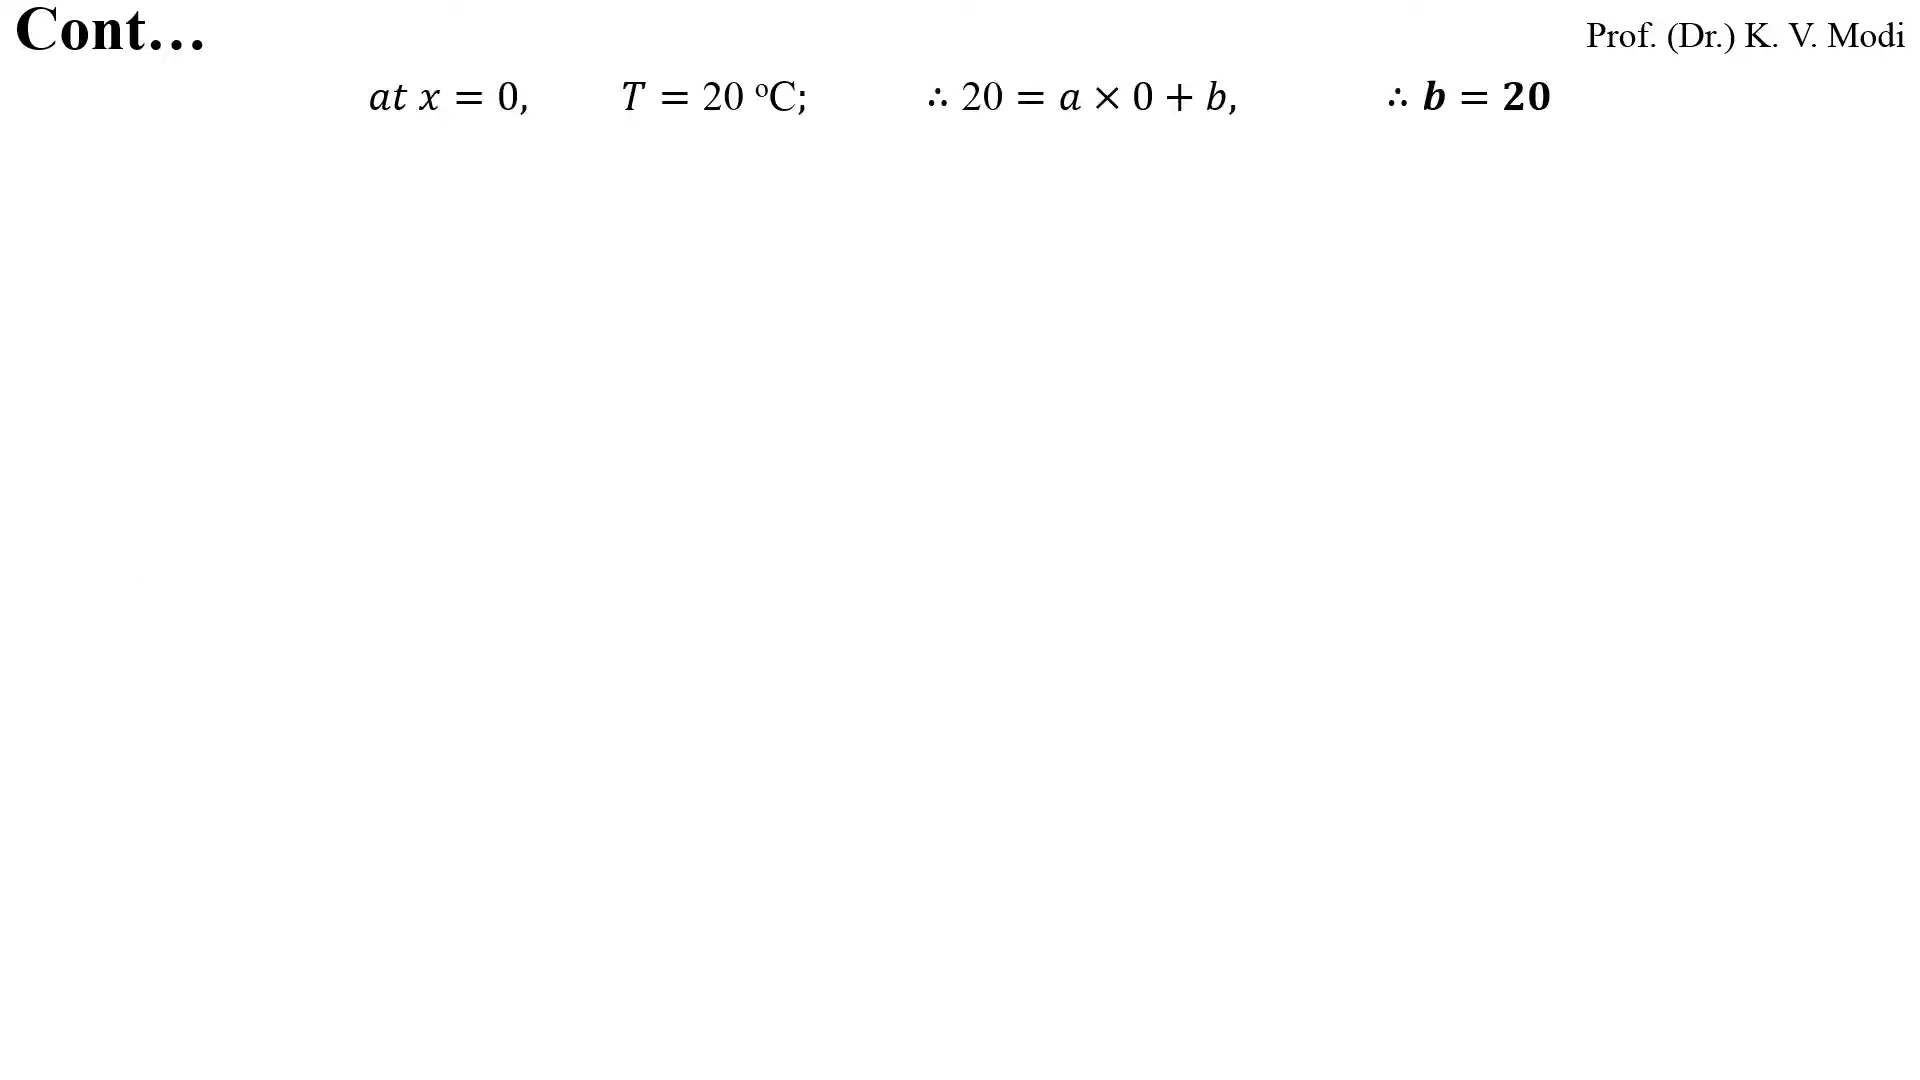 Cont…
Prof. (Dr.) K. V. Modi
at x = 0, T = 20 ᵒC; ∴ 20 = a × 0 + b, ∴ b = 20